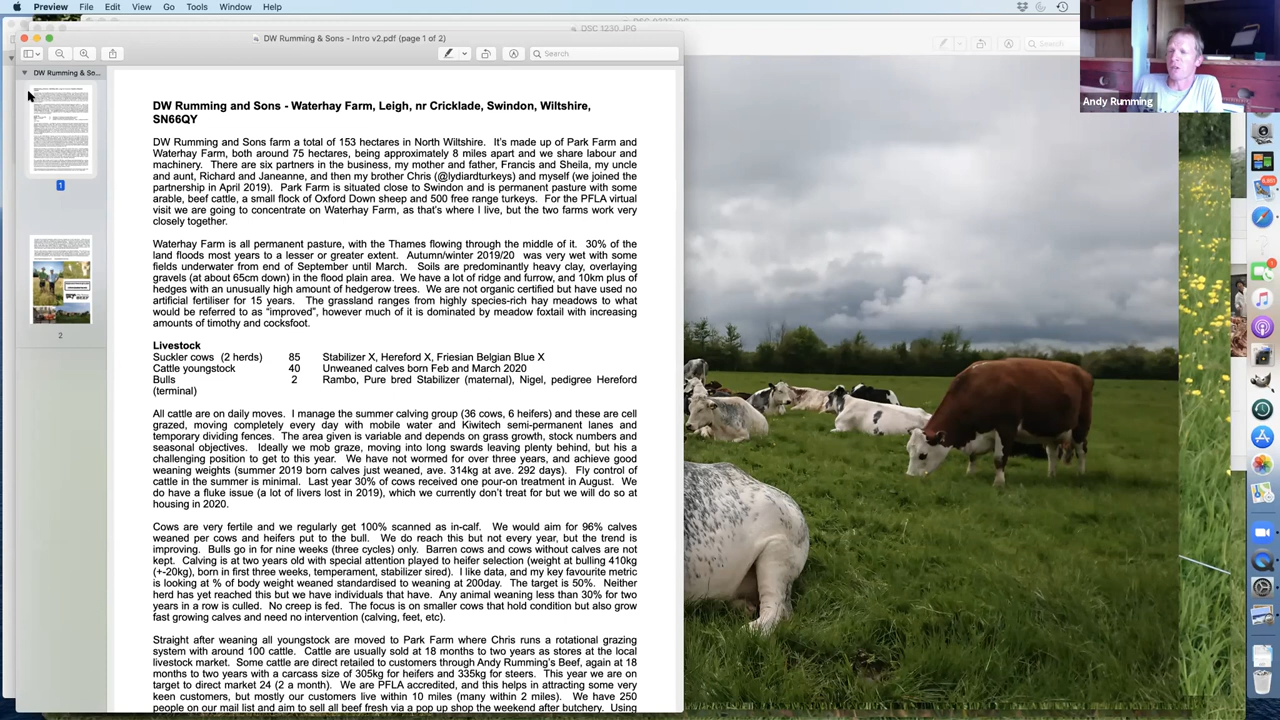 Preview File Edit View Go Tools Window Help
DSC 1230.JPG
DW Rumming & Sons - Intro v2.pdf (page 1 of 2)
Search
Search
DW Rumming & So...
1
2
Andy Rumming
DW Rumming and Sons - Waterhay Farm, Leigh, nr Cricklade, Swindon, Wiltshire,
SN66QY
DW Rumming and Sons farm a total of 153 hectares in North Wiltshire. It's made up of Park Farm and
Waterhay Farm, both around 75 hectares, being approximately 8 miles apart and we share labour and
machinery. There are six partners in the business, my mother and father, Francis and Sheila, my uncle
and aunt, Richard and Janeanne, and then my brother Chris (@lydiardturkeys) and myself (we joined the
partnership in April 2019). Park Farm is situated close to Swindon and is permanent pasture with some
arable, beef cattle, a small flock of Oxford Down sheep and 500 free range turkeys. For the PFLA virtual
visit we are going to concentrate on Waterhay Farm, as that's where I live, but the two farms work very
closely together.
Waterhay Farm is all permanent pasture, with the Thames flowing through the middle of it. 30% of the
land floods most years to a lesser or greater extent. Autumn/winter 2019/20 was very wet with some
fields underwater from end of September until March. Soils are predominantly heavy clay, overlaying
gravels (at about 65cm down) in the flood plain area. We have a lot of ridge and furrow, and 10km plus of
hedges with an unusually high amount of hedgerow trees. We are not organic certified but have used no
artificial fertiliser for 15 years. The grassland ranges from highly species-rich hay meadows to what
would be referred to as "improved", however much of it is dominated by meadow foxtail with increasing
amounts of timothy and cocksfoot.
Livestock
Suckler cows (2 herds) 85 Stabilizer X, Hereford X, Friesian Belgian Blue X
Cattle youngstock 40 Unweaned calves born Feb and March 2020
Bulls 2 Rambo, Pure bred Stabilizer (maternal), Nigel, pedigree Hereford
(terminal)
All cattle are on daily moves. I manage the summer calving group (36 cows, 6 heifers) and these are cell
grazed, moving completely every day with mobile water and Kiwitech semi-permanent lanes and
temporary dividing fences. The area given is variable and depends on grass growth, stock numbers and
seasonal objectives. Ideally we mob graze, moving into long swards leaving plenty behind, but his a
challenging position to get to this year. We have not wormed for over three years, and achieve good
weaning weights (summer 2019 born calves just weaned, ave. 314kg at ave. 292 days). Fly control of
cattle in the summer is minimal. Last year 30% of cows received one pour-on treatment in August. We
do have a fluke issue (a lot of livers lost in 2019), which we currently don't treat for but we will do so at
housing in 2020.
Cows are very fertile and we regularly get 100% scanned as in-calf. We would aim for 96% calves
weaned per cows and heifers put to the bull. We do reach this but not every year, but the trend is
improving. Bulls go in for nine weeks (three cycles) only. Barren cows and cows without calves are not
kept. Calving is at two years old with special attention played to heifer selection (weight at bulling 410kg
(+-20kg), born in first three weeks, temperament, stabilizer sired). I like data, and my key favourite metric
is looking at % of body weight weaned standardised to weaning at 200day. The target is 50%. Neither
herd has yet reached this but we have individuals that have. Any animal weaning less than 30% for two
years in a row is culled. No creep is fed. The focus is on smaller cows that hold condition but also grow
fast growing calves and need no intervention (calving, feet, etc).
Straight after weaning all youngstock are moved to Park Farm where Chris runs a rotational grazing
system with around 100 cattle. Cattle are usually sold at 18 months to two years as stores at the local
livestock market. Some cattle are direct retailed to customers through Andy Rumming's Beef, again at 18
months to two years with a carcass size of 305kg for heifers and 335kg for steers. This year we are on
target to direct market 24 (2 a month). We are PFLA accredited, and this helps in attracting some very
keen customers, but mostly our customers live within 10 miles (many within 2 miles). We have 250
people on our mail list and aim to sell all beef fresh via a pop up shop the weekend after butchery. Using